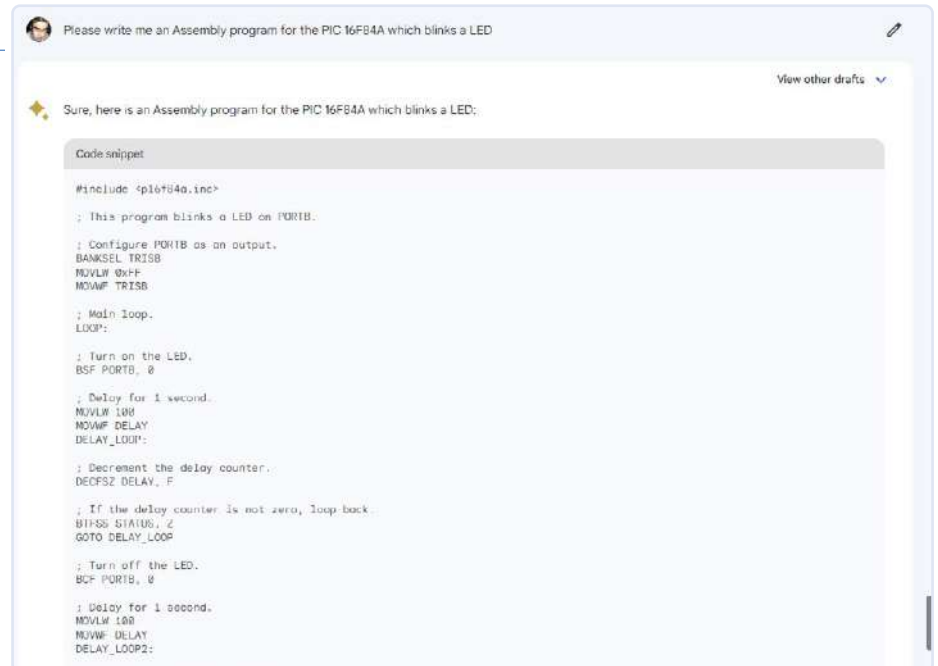 Please write me an Assembly program for the PIC 16F84A which blinks a LED
View other drafts
Sure, here is an Assembly program for the PIC 16F84A which blinks a LED:
Code snippet
#include <p16f84a.inc>
; This program blinks a LED on PORTB.
; Configure PORTB as an output.
BANKSEL TRISB
MOVLW 0xFF
MOVWF TRISB
; Main loop.
LOOP:
; Turn on the LED.
BSF PORTB, 0
; Delay for 1 second.
MOVLW 100
MOVWF DELAY
DELAY_LOOP:
; Decrement the delay counter.
DECFSZ DELAY, F
; If the delay counter is not zero, loop back.
BTFSS STATUS, Z
GOTO DELAY_LOOP
; Turn off the LED.
BCF PORTB, 0
; Delay for 1 second.
MOVLW 100
MOVWF DELAY
DELAY_LOOP2: